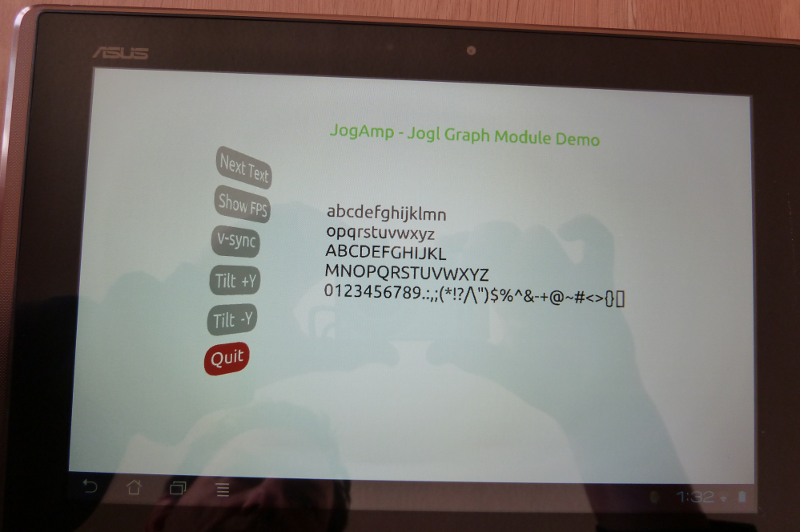 ASUS
JogAmp - Jogl Graph Module Demo
Next Text
Show FPS
V-sync
Tilt +Y
Tilt -Y
Quit
abcdefghijklmn
opqrstuvwxyz
ABCDEFGHIJKL
MNOPQRSTUVWXYZ
0123456789.:,;(*!?/\")$%^&-+@~#<>{}[]
1:32